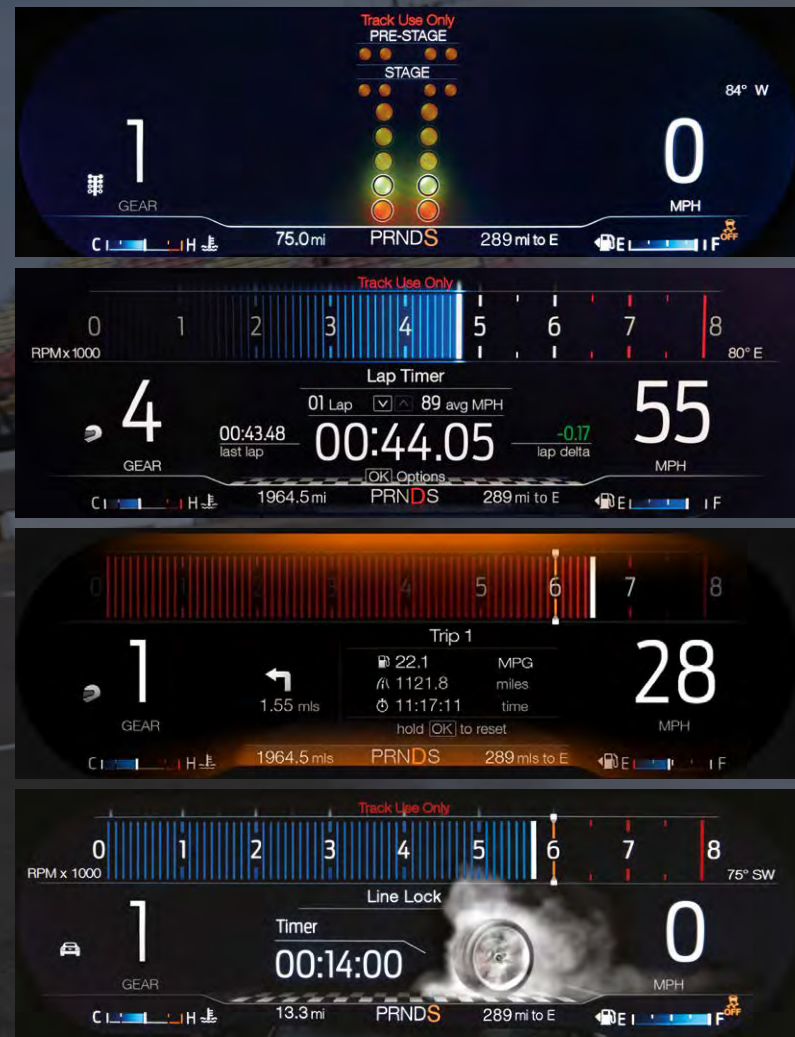 Track Use Only
PRE-STAGE
STAGE
84° W
1
0
GEAR
MPH
C H
75.0 mi
PRNDS
289 mi to E
E F
OFF
Track Use Only
0 1 2 3 4 5 6 7 8
RPM x 1000
80° E
Lap Timer
01 Lap 89 avg MPH
4
00:43.48
last lap
00:44.05
-0.17
lap delta
55
GEAR
MPH
OK Options
C H
1964.5 mi
PRNDS
289 mi to E
E F
0 1 2 3 4 5 6 7 8
Trip 1
1
1.55 mls
22.1 MPG
1121.8 miles
11:17:11 time
28
GEAR
hold OK to reset
MPH
C H
1964.5 mls
PRNDS
289 mls to E
E F
Track Use Only
0 1 2 3 4 5 6 7 8
RPM x 1000
75° SW
Line Lock
1
Timer
00:14:00
0
GEAR
MPH
C H
13.3 mi
PRNDS
289 mi to E
E F
OFF